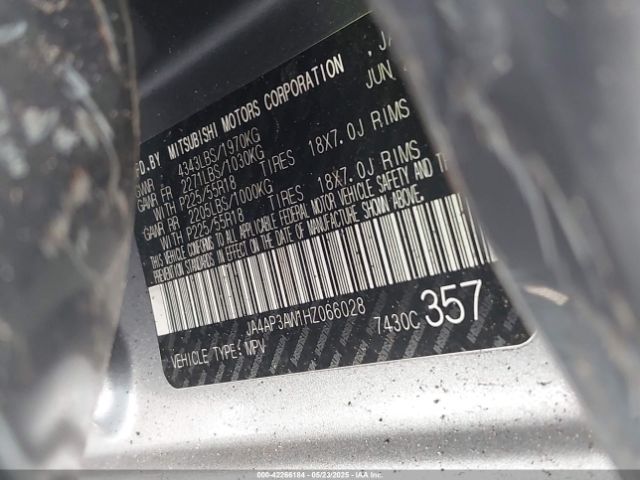 FD.BY MITSUBISHI MOTORS CORPORATION , JA
JUN
GVWR 4343LBS/1970KG
GAWR FR 2271LBS/1030KG
WITH P225/55R18 TIRES 18X7.0J RIMS
GAWR RR 2205LBS/1000KG
WITH P225/55R18 TIRES 18X7.0J RIMS
THIS VEHICLE CONFORMS TO ALL APPLICABLE FEDERAL MOTOR VEHICLE SAFETY AND
PREVENTION STANDARDS IN EFFECT ON THE DATE OF MANUFACTURE SHOWN ABOVE.
JA4AP3AW1HZ066028 7430C 357
VEHICLE TYPE: MPV
000-42266184 | 05/23/2025 - IAAI - IAA Inc.